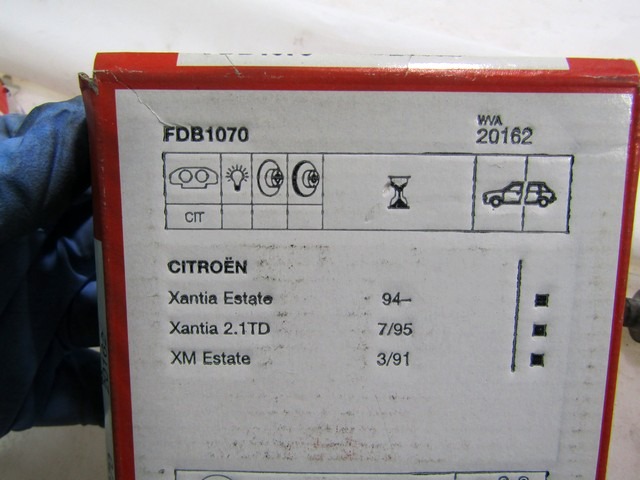 FDB1070
WVA
20162
CIT
CITROËN
Xantia Estate 94–
Xantia 2.1TD 7/95
XM Estate 3/91